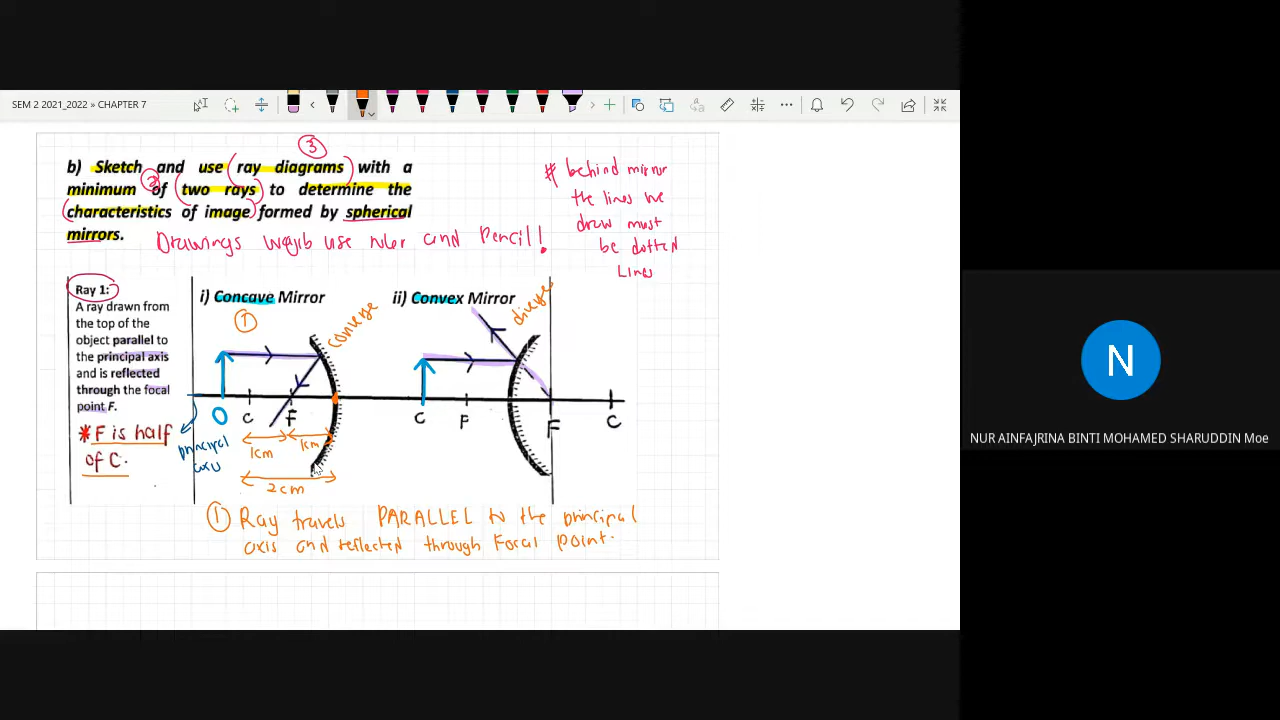 SEM 2 2021_2022 » CHAPTER 7
③
b) Sketch and use ray diagrams with a
②
minimum of two rays to determine the
characteristics of image formed by spherical
mirrors.
Drawings wajib use ruler and Pencil!
# behind mirror
the lines we
draw must
be dotted
Lines
Ray 1:
A ray drawn from
the top of the
object parallel to
the principal axis
and is reflected
through the focal
point F.
* F is half
of C.
i) Concave Mirror
①
converge
O
C
F
principal
axis
1cm
1cm
2cm
ii) Convex Mirror
diverge
C
F
F
C
① Ray travels PARALLEL to the principal
axis and reflected through Focal point.
N
NUR AINFAJRINA BINTI MOHAMED SHARUDDIN Moe